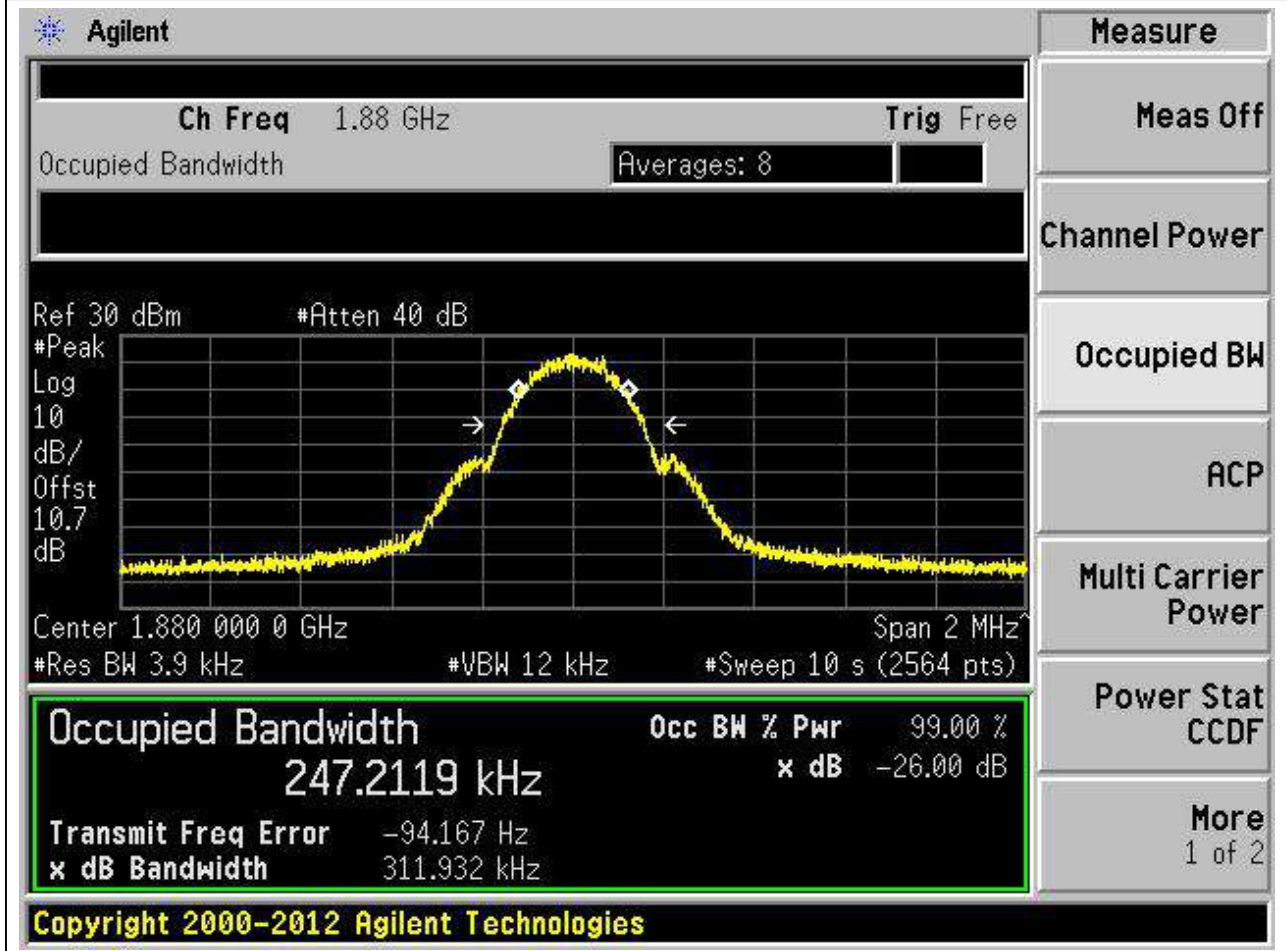 Agilent
Measure
Ch Freq 1.88 GHz Trig Free
Occupied Bandwidth Averages: 8
Ref 30 dBm #Atten 40 dB
#Peak
Log
10
dB/
Offst
10.7
dB
Center 1.880 000 0 GHz Span 2 MHz^
#Res BW 3.9 kHz #VBW 12 kHz #Sweep 10 s (2564 pts)
Occupied Bandwidth Occ BW % Pwr 99.00 %
247.2119 kHz x dB -26.00 dB
Transmit Freq Error -94.167 Hz
x dB Bandwidth 311.932 kHz
Meas Off
Channel Power
Occupied BW
ACP
Multi Carrier
Power
Power Stat
CCDF
More
1 of 2
Copyright 2000-2012 Agilent Technologies